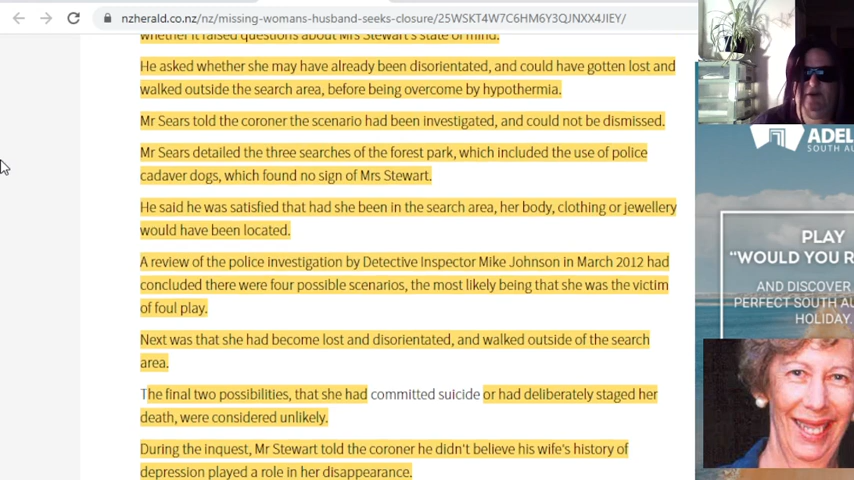 nzherald.co.nz/nz/missing-womans-husband-seeks-closure/25WSKT4W7C6HM6Y3QJNXX4JIEY/
whether it raised questions about Mrs Stewart's state of mind.
He asked whether she may have already been disorientated, and could have gotten lost and
walked outside the search area, before being overcome by hypothermia.
Mr Sears told the coroner the scenario had been investigated, and could not be dismissed.
Mr Sears detailed the three searches of the forest park, which included the use of police
cadaver dogs, which found no sign of Mrs Stewart.
He said he was satisfied that had she been in the search area, her body, clothing or jewellery
would have been located.
A review of the police investigation by Detective Inspector Mike Johnson in March 2012 had
concluded there were four possible scenarios, the most likely being that she was the victim
of foul play.
Next was that she had become lost and disorientated, and walked outside of the search
area.
The final two possibilities, that she had committed suicide or had deliberately staged her
death, were considered unlikely.
During the inquest, Mr Stewart told the coroner he didn't believe his wife's history of
depression played a role in her disappearance.
ADEL
SOUTH AU
PLAY
"WOULD YOU R
AND DISCOVER
PERFECT SOUTH AU
HOLIDAY.